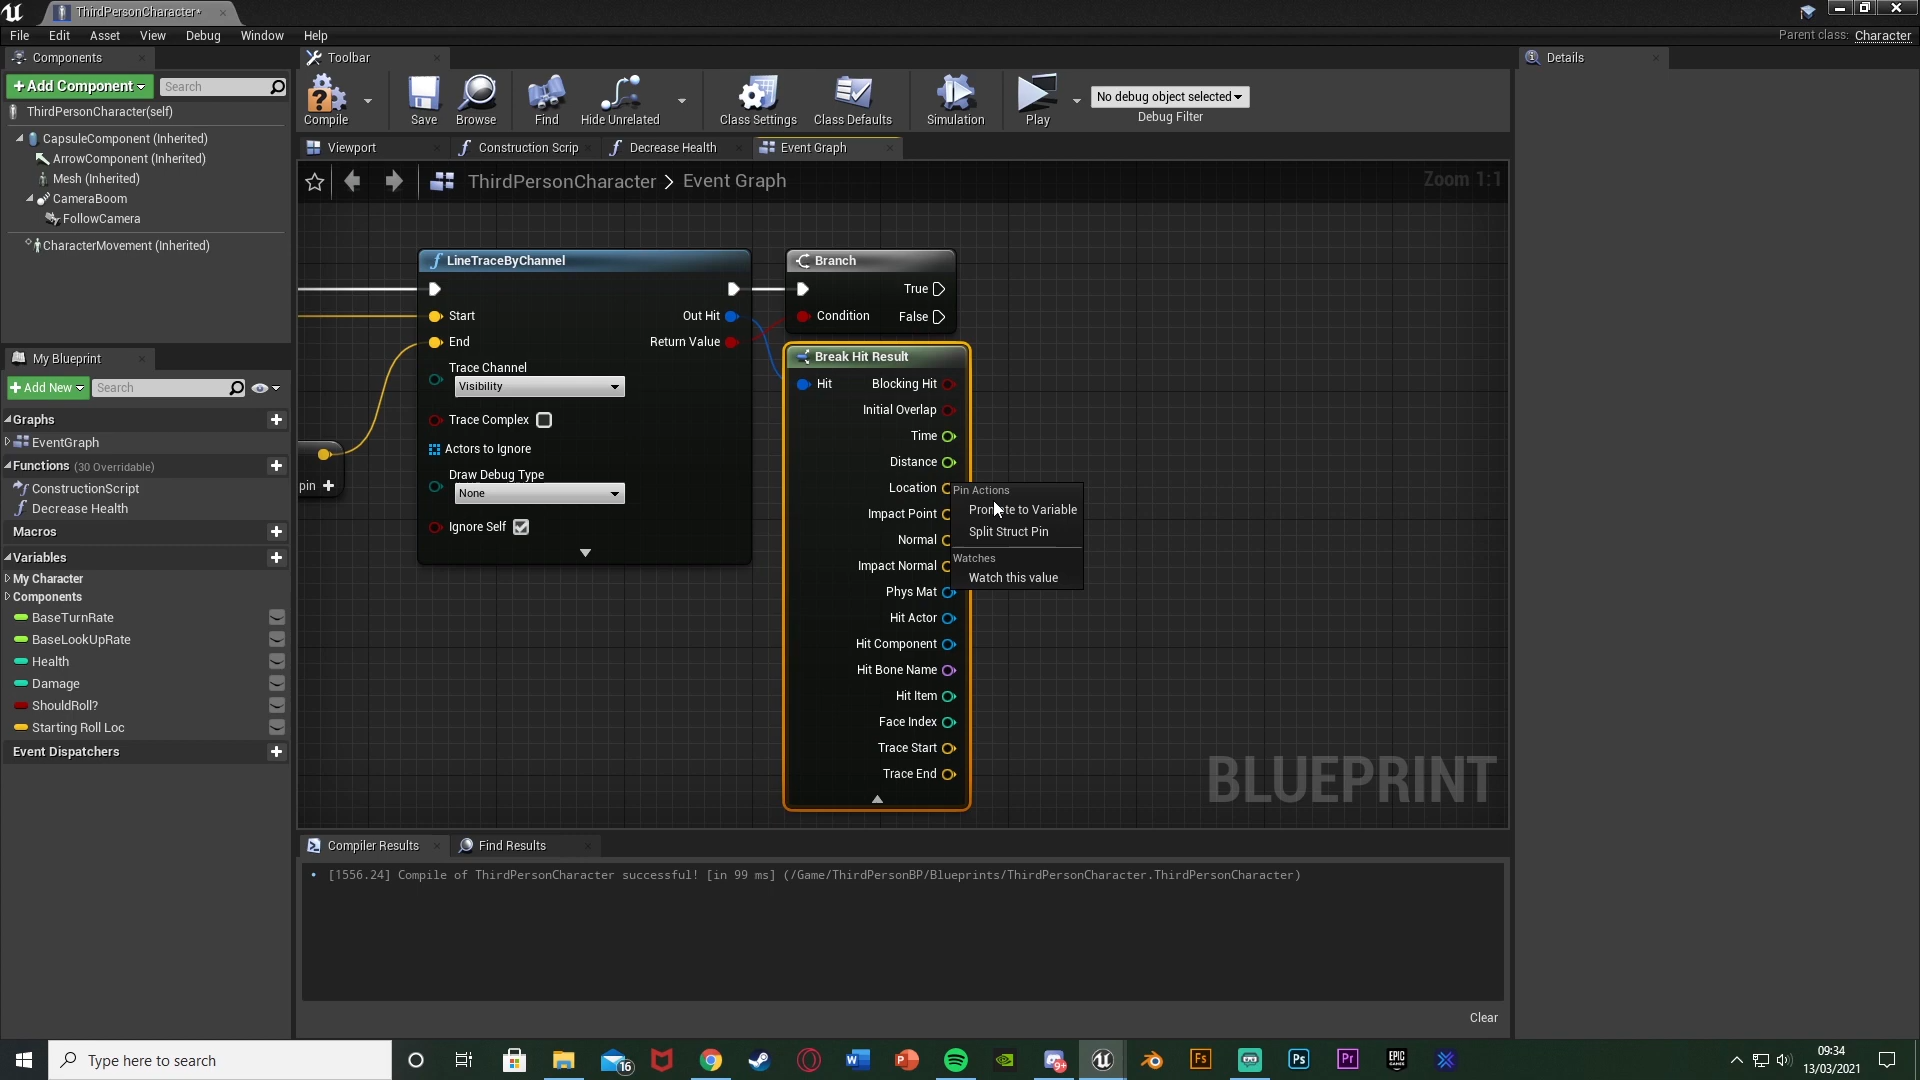 ThirdPersonCharacter*
File Edit Asset View Debug Window Help
Parent class: Character
Components
Toolbar
Details
+Add Component
Search
Compile
Save
Browse
Find
Hide Unrelated
Class Settings
Class Defaults
Simulation
Play
No debug object selected
Debug Filter
ThirdPersonCharacter(self)
CapsuleComponent (Inherited)
ArrowComponent (Inherited)
Mesh (Inherited)
CameraBoom
FollowCamera
CharacterMovement (Inherited)
Viewport
Construction Scrip
Decrease Health
Event Graph
ThirdPersonCharacter > Event Graph
Zoom 1:1
My Blueprint
+Add New
Search
Graphs
EventGraph
Functions (30 Overridable)
ConstructionScript
Decrease Health
Macros
Variables
My Character
Components
BaseTurnRate
BaseLookUpRate
Health
Damage
ShouldRoll?
Starting Roll Loc
Event Dispatchers
pin +
LineTraceByChannel
Start
Out Hit
End
Return Value
Trace Channel
Visibility
Trace Complex
Actors to Ignore
Draw Debug Type
None
Ignore Self
Branch
True
Condition
False
Break Hit Result
Hit
Blocking Hit
Initial Overlap
Time
Distance
Location
Impact Point
Normal
Impact Normal
Phys Mat
Hit Actor
Hit Component
Hit Bone Name
Hit Item
Face Index
Trace Start
Trace End
Pin Actions
Promote to Variable
Split Struct Pin
Watches
Watch this value
BLUEPRINT
Compiler Results
Find Results
[1556.24] Compile of ThirdPersonCharacter successful! [in 99 ms] (/Game/ThirdPersonBP/Blueprints/ThirdPersonCharacter.ThirdPersonCharacter)
Clear
Type here to search
16
W
P
9+
Fs
Ps
Pr
EPIC
09:34
13/03/2021